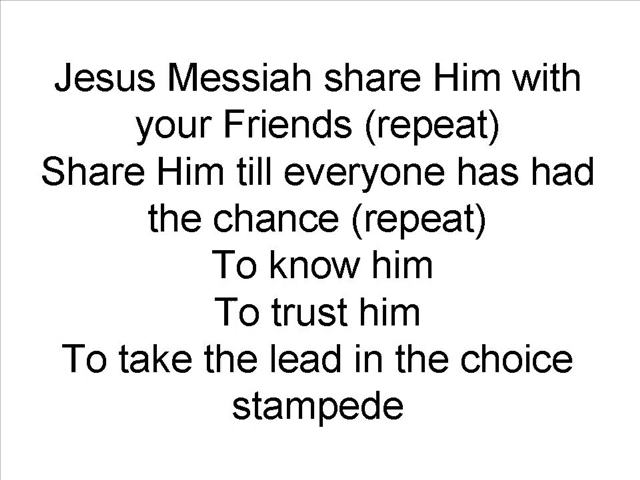 Jesus Messiah share Him with
your Friends (repeat)
Share Him till everyone has had
the chance (repeat)
To know him
To trust him
To take the lead in the choice
stampede